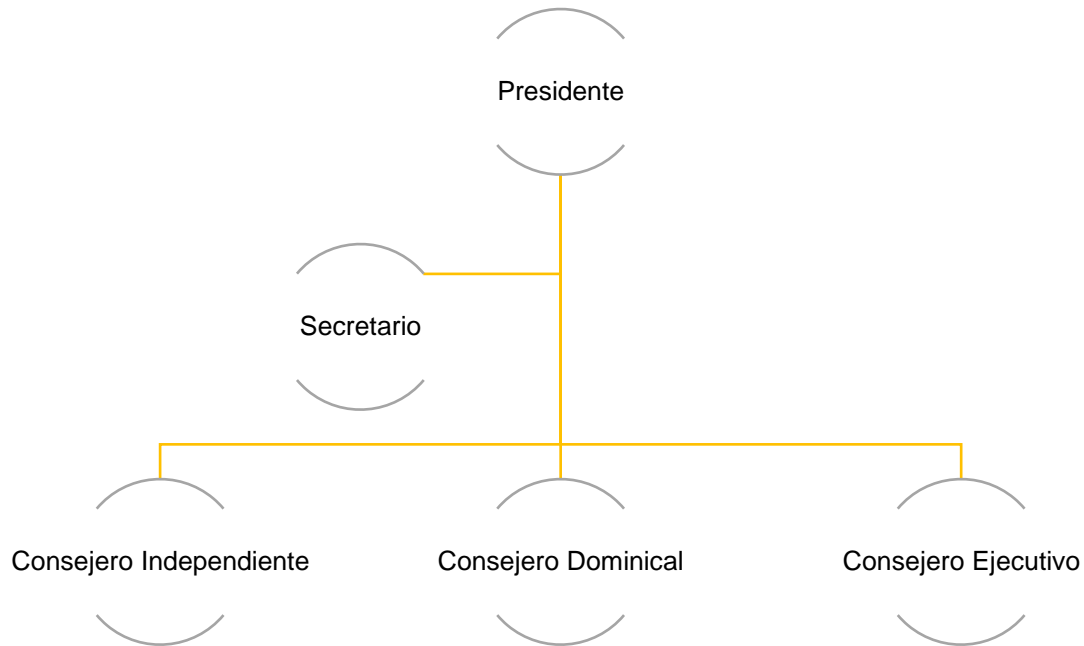 Presidente
Secretario
Consejero Independiente
Consejero Dominical
Consejero Ejecutivo